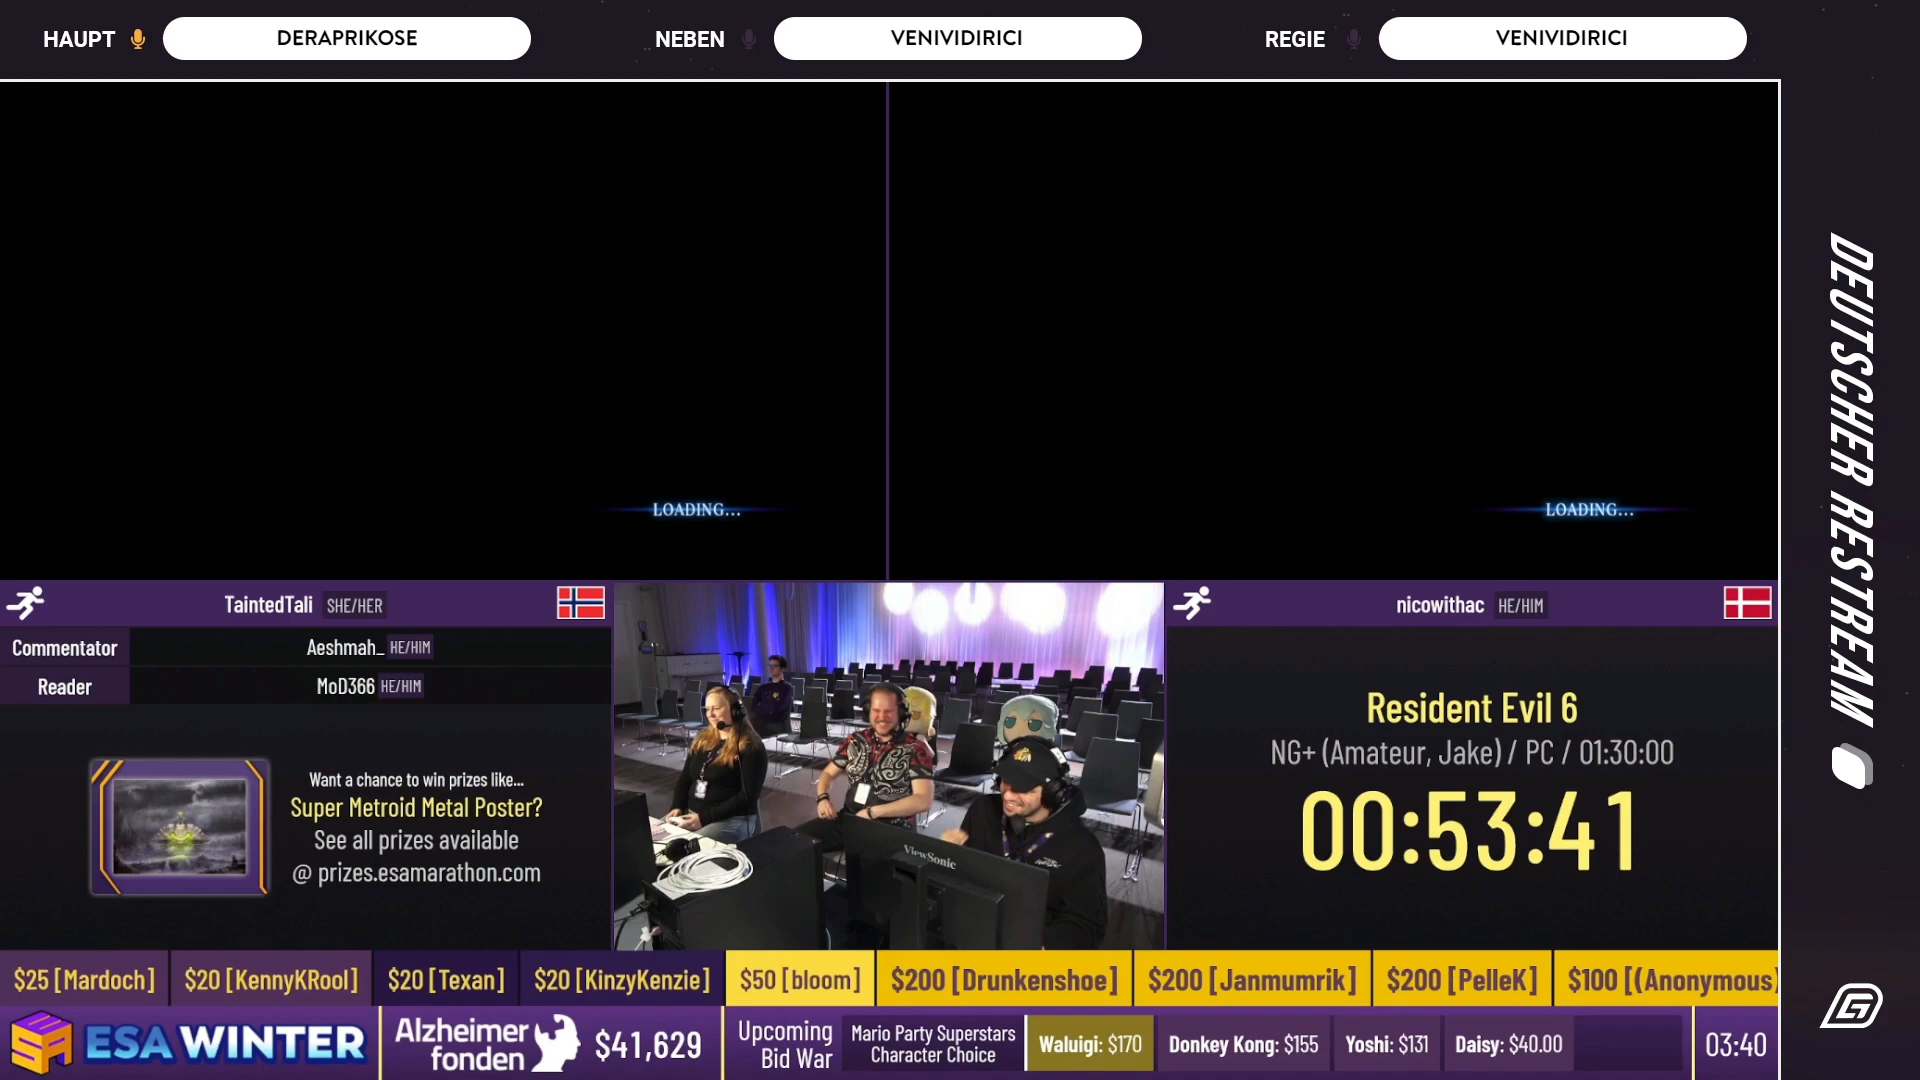 HAUPT
DERAPRIKOSE
NEBEN
VENIVIDIRICI
REGIE
VENIVIDIRICI
LOADING...
LOADING...
DEUTSCHER RESTREAM
TaintedTali SHE/HER
Commentator
Aeshmah_ HE/HIM
Reader
MoD366 HE/HIM
Want a chance to win prizes like...
Super Metroid Metal Poster?
See all prizes available
@ prizes.esamarathon.com
ViewSonic
nicowithac HE/HIM
Resident Evil 6
NG+ (Amateur, Jake) / PC / 01:30:00
00:53:41
$25 [Mardoch]
$20 [KennyKRool]
$20 [Texan]
$20 [KinzyKenzie]
$50 [bloom]
$200 [Drunkenshoe]
$200 [Janmumrik]
$200 [PelleK]
$100 [(Anonymous)
ESA WINTER
Alzheimer
fonden
$41,629
Upcoming
Bid War
Mario Party Superstars
Character Choice
Waluigi: $170
Donkey Kong: $155
Yoshi: $131
Daisy: $40.00
03:40